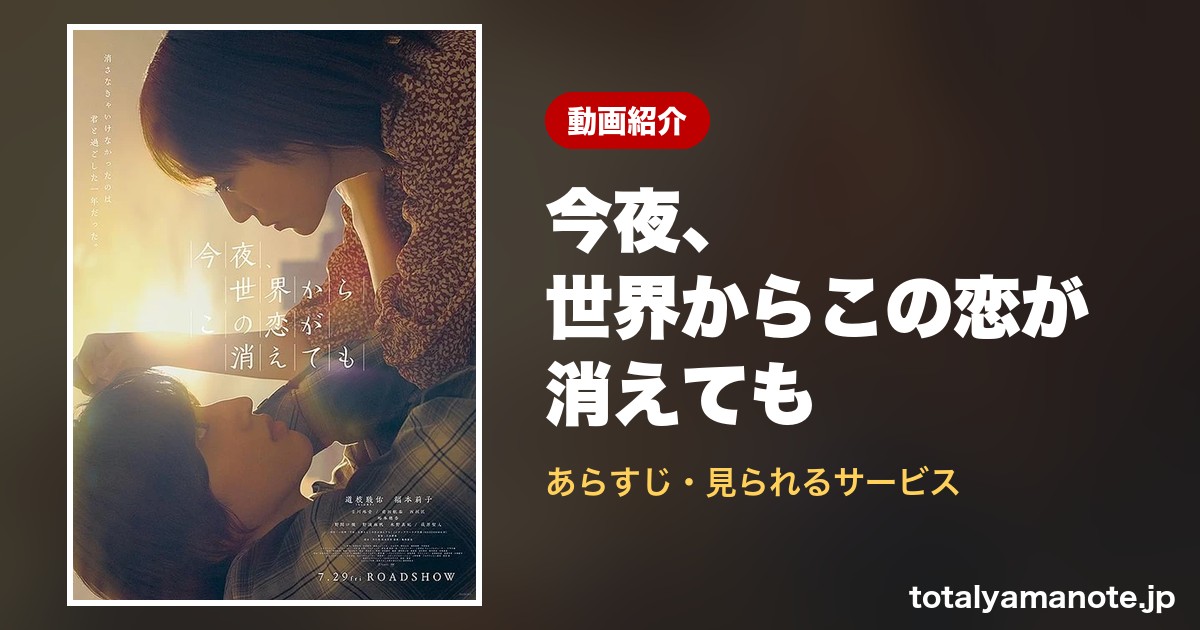 消さなきゃいけなかったのは
君と過ごした一年だった。
今夜、
世界から
この恋が
消えても
道枝駿佑 福本莉子
7.29fri ROADSHOW
動画紹介
今夜、
世界からこの恋が
消えても
あらすじ・見られるサービス
totalyamanote.jp